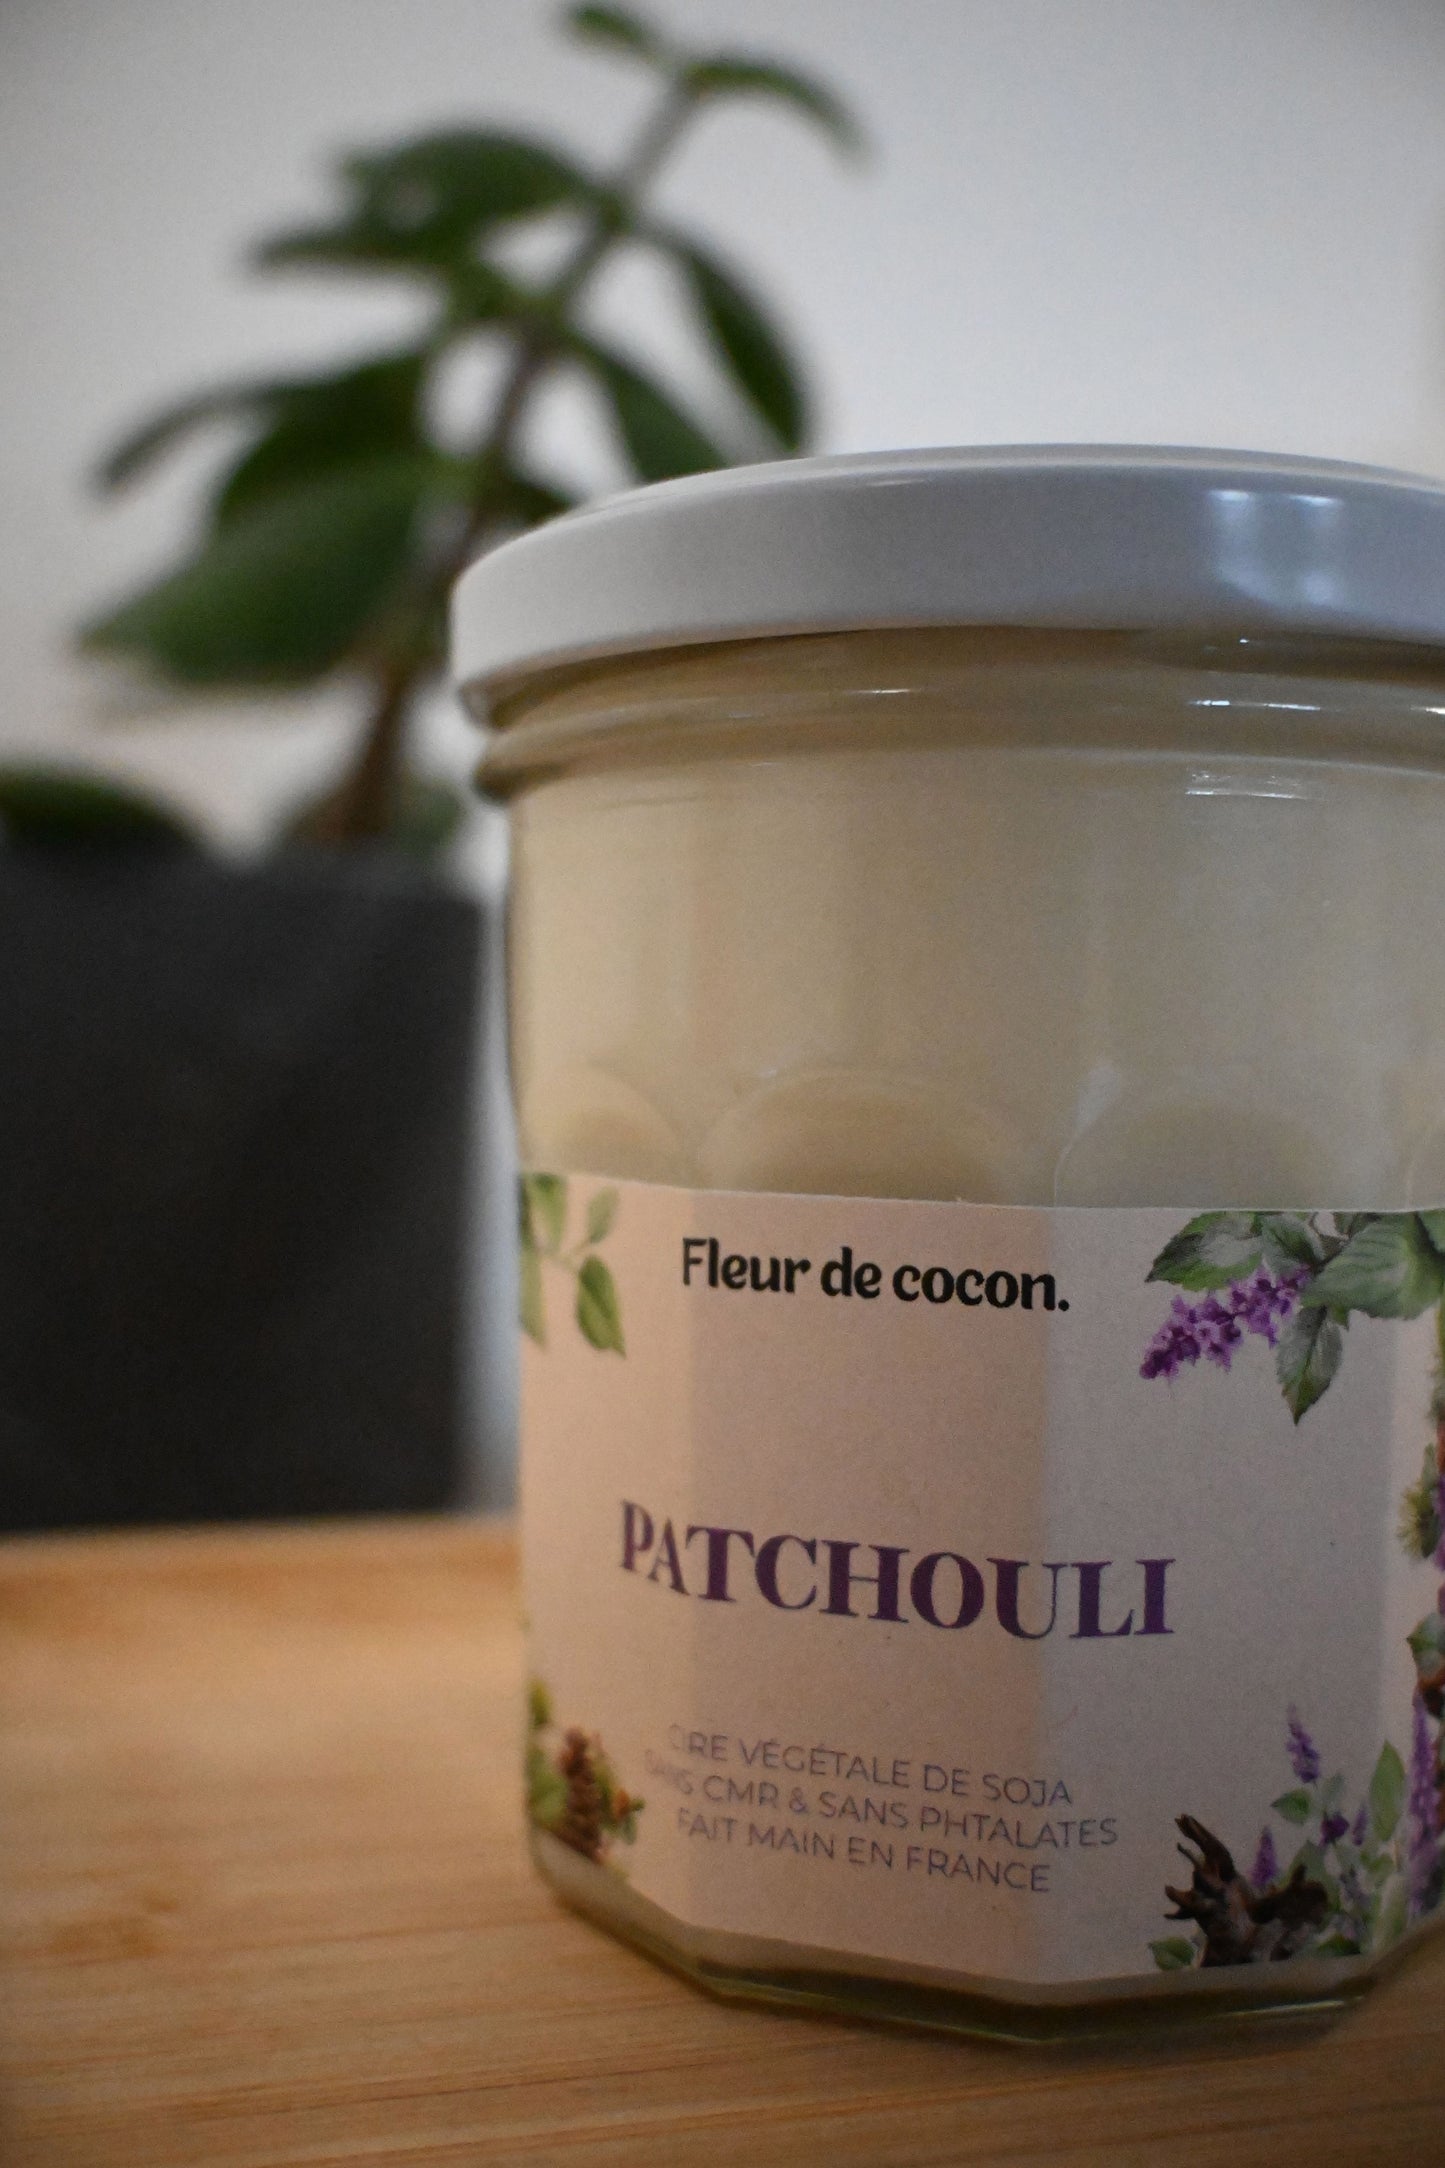 Fleur de cocon.
PATCHOULI
CIRE VÉGÉTALE DE SOJA
SANS CMR & SANS PHTALATES
FAIT MAIN EN FRANCE